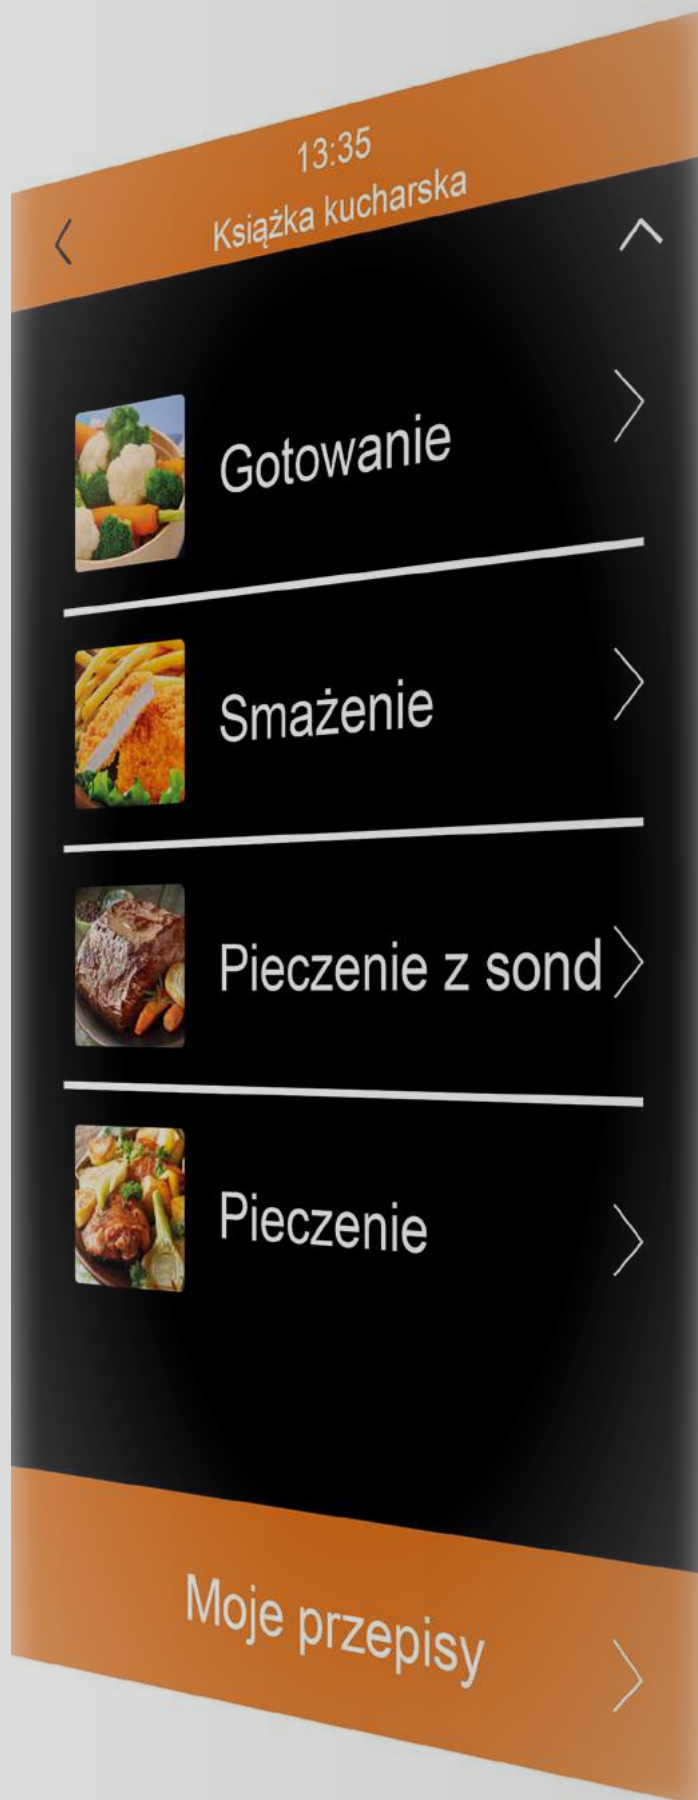 13:35
Książka kucharska
Gotowanie
Smażenie
Pieczenie z sond
Pieczenie
Moje przepisy